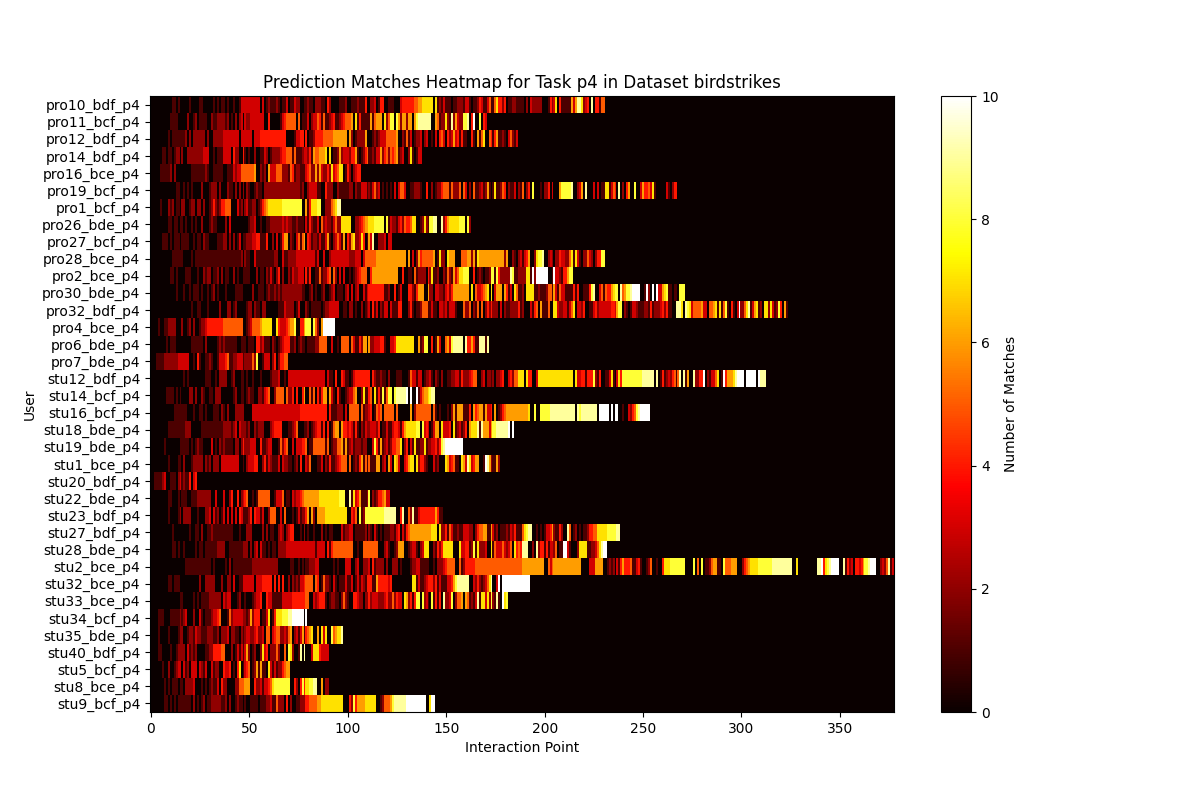 Prediction Matches Heatmap for Task p4 in Dataset birdstrikes
pro10_bdf_p4
pro11_bcf_p4
pro12_bdf_p4
pro14_bdf_p4
pro16_bce_p4
pro19_bcf_p4
pro1_bcf_p4
pro26_bde_p4
pro27_bcf_p4
pro28_bce_p4
pro2_bce_p4
pro30_bde_p4
pro32_bdf_p4
pro4_bce_p4
pro6_bde_p4
pro7_bde_p4
stu12_bdf_p4
stu14_bcf_p4
stu16_bcf_p4
stu18_bde_p4
stu19_bde_p4
stu1_bce_p4
stu20_bdf_p4
stu22_bde_p4
stu23_bdf_p4
stu27_bdf_p4
stu28_bde_p4
stu2_bce_p4
stu32_bce_p4
stu33_bce_p4
stu34_bcf_p4
stu35_bde_p4
stu40_bdf_p4
stu5_bcf_p4
stu8_bce_p4
stu9_bcf_p4
User
0 50 100 150 200 250 300 350
Interaction Point
10
8
6
4
2
0
Number of Matches